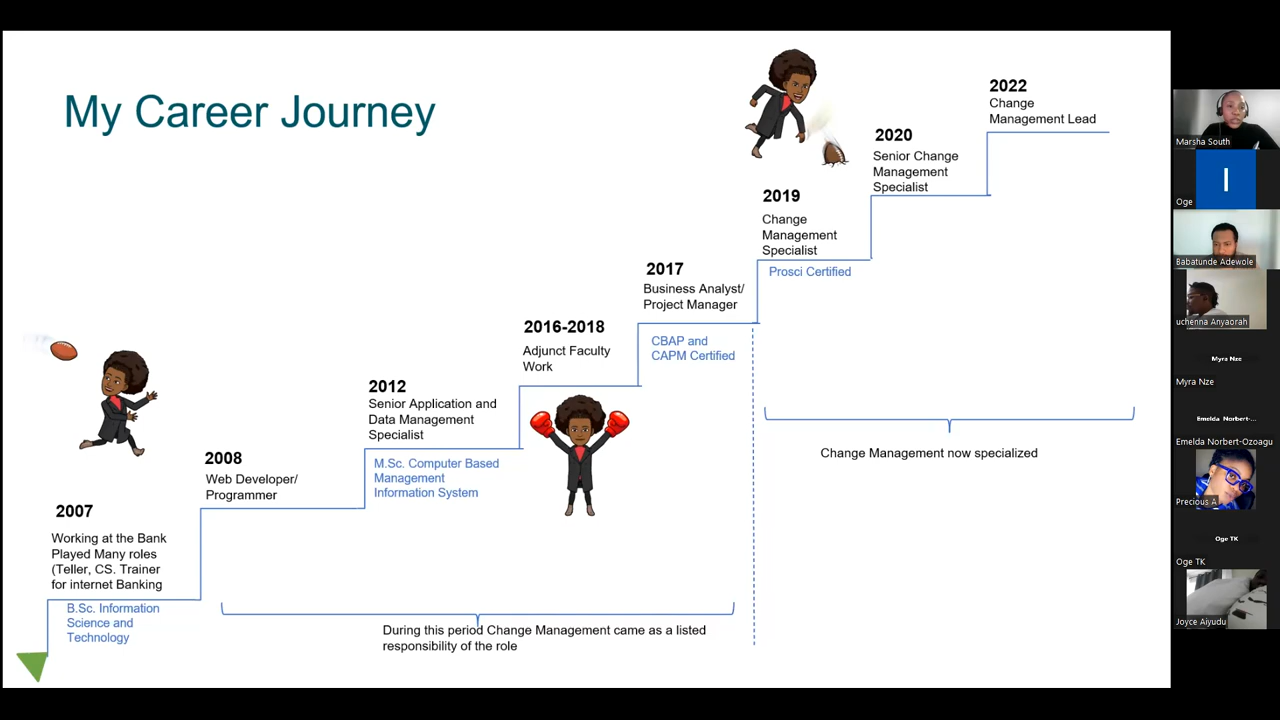 My Career Journey
2007
Working at the Bank
Played Many roles
(Teller, CS. Trainer
for internet Banking
B.Sc. Information
Science and
Technology
2008
Web Developer/
Programmer
2012
Senior Application and
Data Management
Specialist
M.Sc. Computer Based
Management
Information System
2016-2018
Adjunct Faculty
Work
2017
Business Analyst/
Project Manager
CBAP and
CAPM Certified
2019
Change
Management
Specialist
Prosci Certified
2020
Senior Change
Management
Specialist
2022
Change
Management Lead
During this period Change Management came as a listed
responsibility of the role
Change Management now specialized
Marsha South
I
Oge
Babatunde Adewole
uchenna Anyaorah
Myra Nze
Myra Nze
Emelda Norbert-...
Emelda Norbert-Ozoagu
Precious A
Oge TK
Oge TK
Joyce Aiyudu